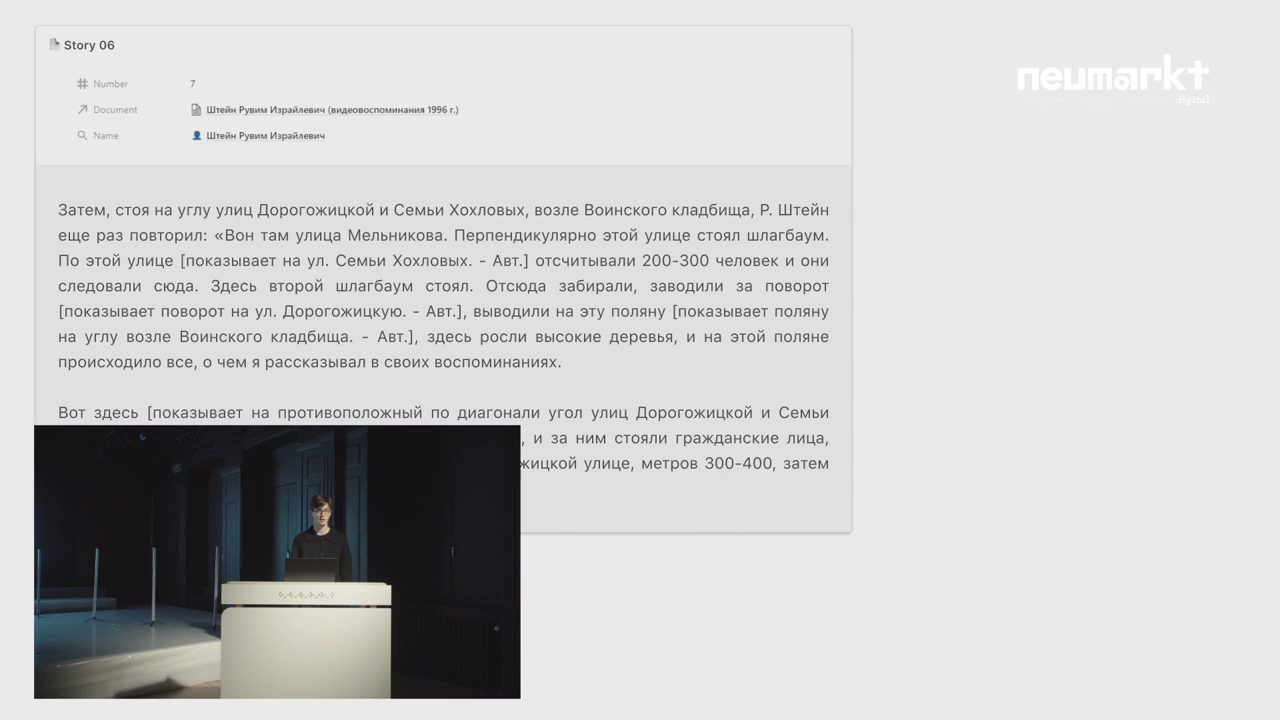 Story 06
neumarkt
digital
Number 7
Document Штейн Рувим Израйлевич (видеовоспоминания 1996 г.)
Name Штейн Рувим Израйлевич
Затем, стоя на углу улиц Дорогожицкой и Семьи Хохловых, возле Воинского кладбища, Р. Штейн
еще раз повторил: «Вон там улица Мельникова. Перпендикулярно этой улице стоял шлагбаум.
По этой улице [показывает на ул. Семьи Хохловых. - Авт.] отсчитывали 200-300 человек и они
следовали сюда. Здесь второй шлагбаум стоял. Отсюда забирали, заводили за поворот
[показывает поворот на ул. Дорогожицкую. - Авт.], выводили на эту поляну [показывает поляну
на углу возле Воинского кладбища. - Авт.], здесь росли высокие деревья, и на этой поляне
происходило все, о чем я рассказывал в своих воспоминаниях.
Вот здесь [показывает на противоположный по диагонали угол улиц Дорогожицкой и Семьи
, и за ним стояли гражданские лица,
жицкой улице, метров 300-400, затем